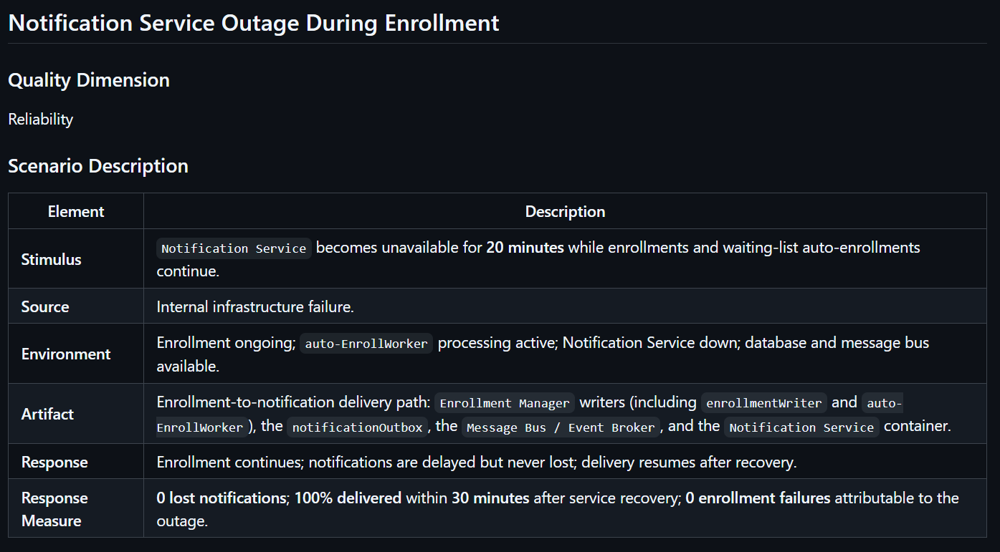 Notification Service Outage During Enrollment
Quality Dimension
Reliability
Scenario Description
Element Description
Stimulus Notification Service becomes unavailable for 20 minutes while enrollments and waiting-list auto-enrollments
continue.
Source Internal infrastructure failure.
Environment Enrollment ongoing; auto-EnrollWorker processing active; Notification Service down; database and message bus
available.
Artifact Enrollment-to-notification delivery path: Enrollment Manager writers (including enrollmentWriter and auto-
EnrollWorker), the notificationOutbox, the Message Bus / Event Broker, and the Notification Service container.
Response Enrollment continues; notifications are delayed but never lost; delivery resumes after recovery.
Response Measure 0 lost notifications; 100% delivered within 30 minutes after service recovery; 0 enrollment failures attributable to the
outage.